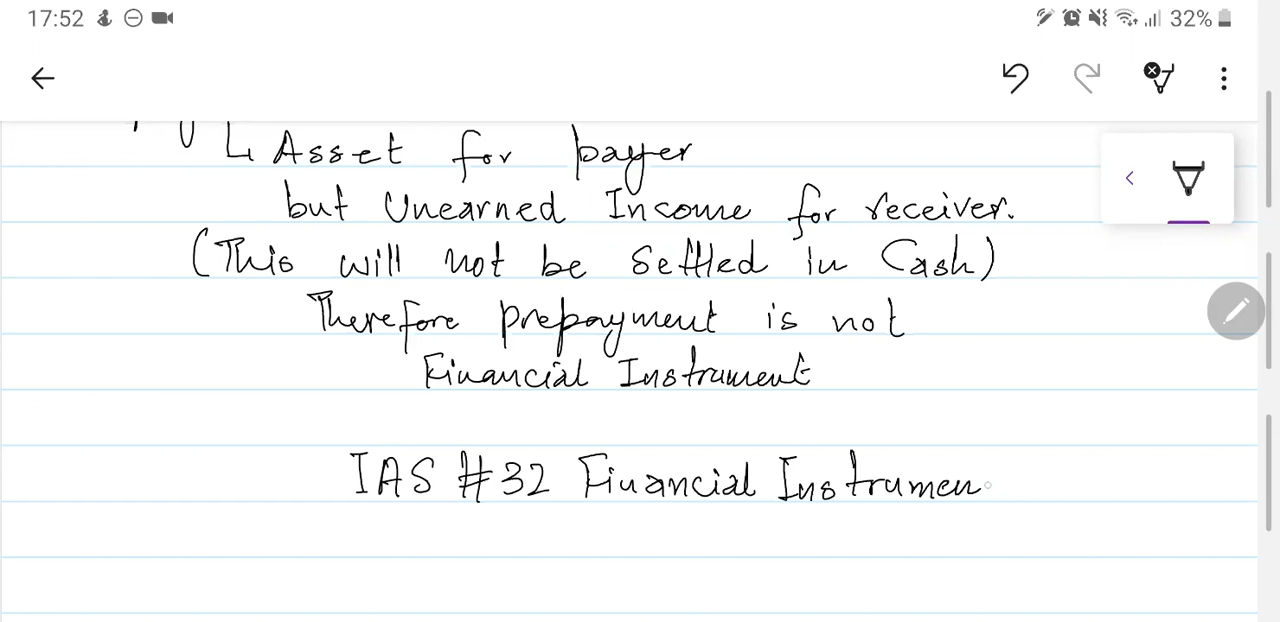 17:52 32%
Asset for payer
but Unearned Income for receiver.
(This will not be settled in Cash)
Therefore prepayment is not
Financial Instrument
IAS #32 Financial Instrumen